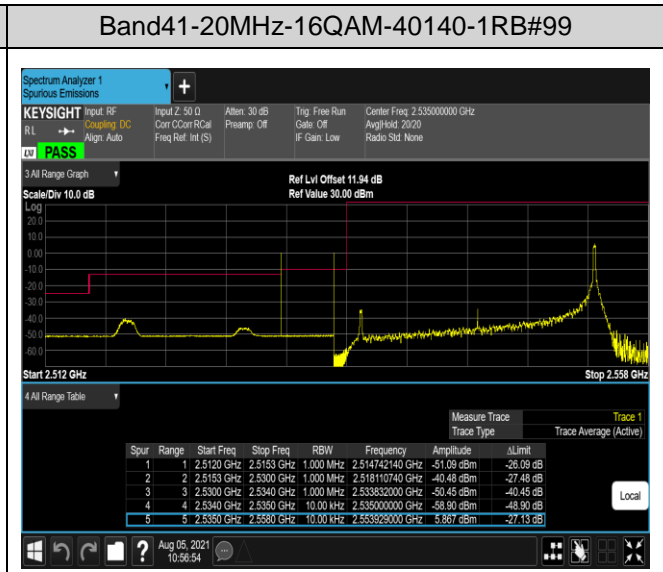 Band41-20MHz-16QAM-40140-1RB#99
Spectrum Analyzer 1
Spurious Emissions
+
KEYSIGHT Input: RF Input Z: 50 Ω Atten: 30 dB Trig: Free Run Center Freq: 2.535000000 GHz
RL Coupling: DC Corr CCorr RCal Preamp: Off Gate: Off Avg|Hold: 20/20
Align: Auto Freq Ref: Int (S) IF Gain: Low Radio Std: None
LXI PASS
3 All Range Graph
Ref Lvl Offset 11.94 dB
Scale/Div 10.0 dB Ref Value 30.00 dBm
Log
20.0
10.0
0.00
-10.0
-20.0
-30.0
-40.0
-50.0
-60.0
Start 2.512 GHz Stop 2.558 GHz
4 All Range Table
Measure Trace Trace 1
Trace Type Trace Average (Active)
Spur Range Start Freq Stop Freq RBW Frequency Amplitude ΔLimit
1 1 2.5120 GHz 2.5153 GHz 1.000 MHz 2.514742140 GHz -51.09 dBm -26.09 dB
2 2 2.5153 GHz 2.5300 GHz 1.000 MHz 2.518110740 GHz -40.48 dBm -27.48 dB
3 3 2.5300 GHz 2.5340 GHz 1.000 MHz 2.533832000 GHz -50.45 dBm -40.45 dB
4 4 2.5340 GHz 2.5350 GHz 10.00 kHz 2.535000000 GHz -58.90 dBm -48.90 dB
5 5 2.5350 GHz 2.5580 GHz 10.00 kHz 2.553929000 GHz 5.867 dBm -27.13 dB
Local
? Aug 05, 2021
10:56:54